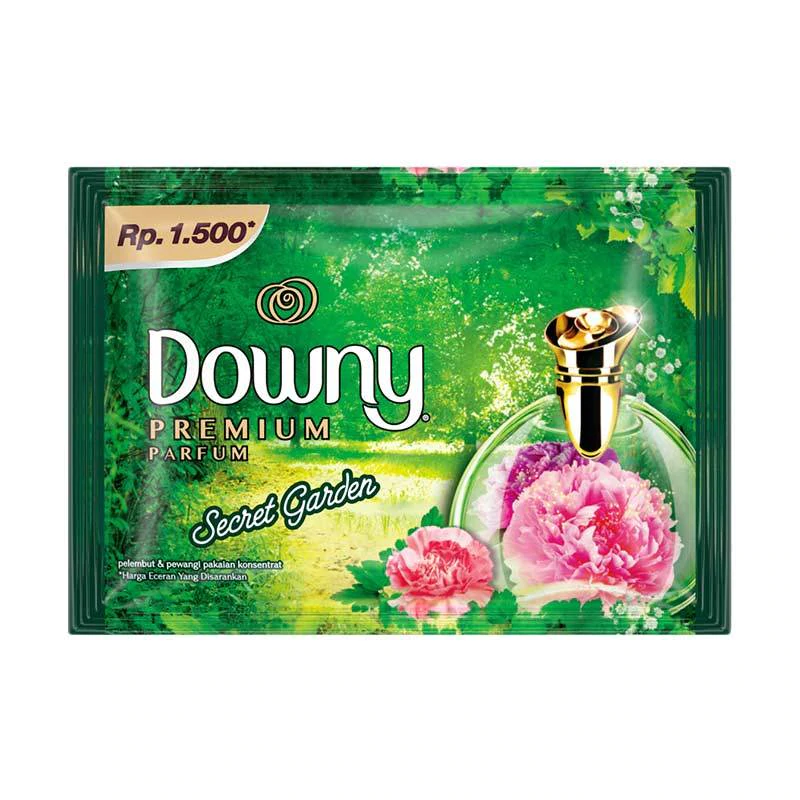 Rp. 1.500*
Downy®
PREMIUM
PARFUM
Secret Garden
pelembut & pewangi pakaian konsentrat
*Harga Eceran Yang Disarankan